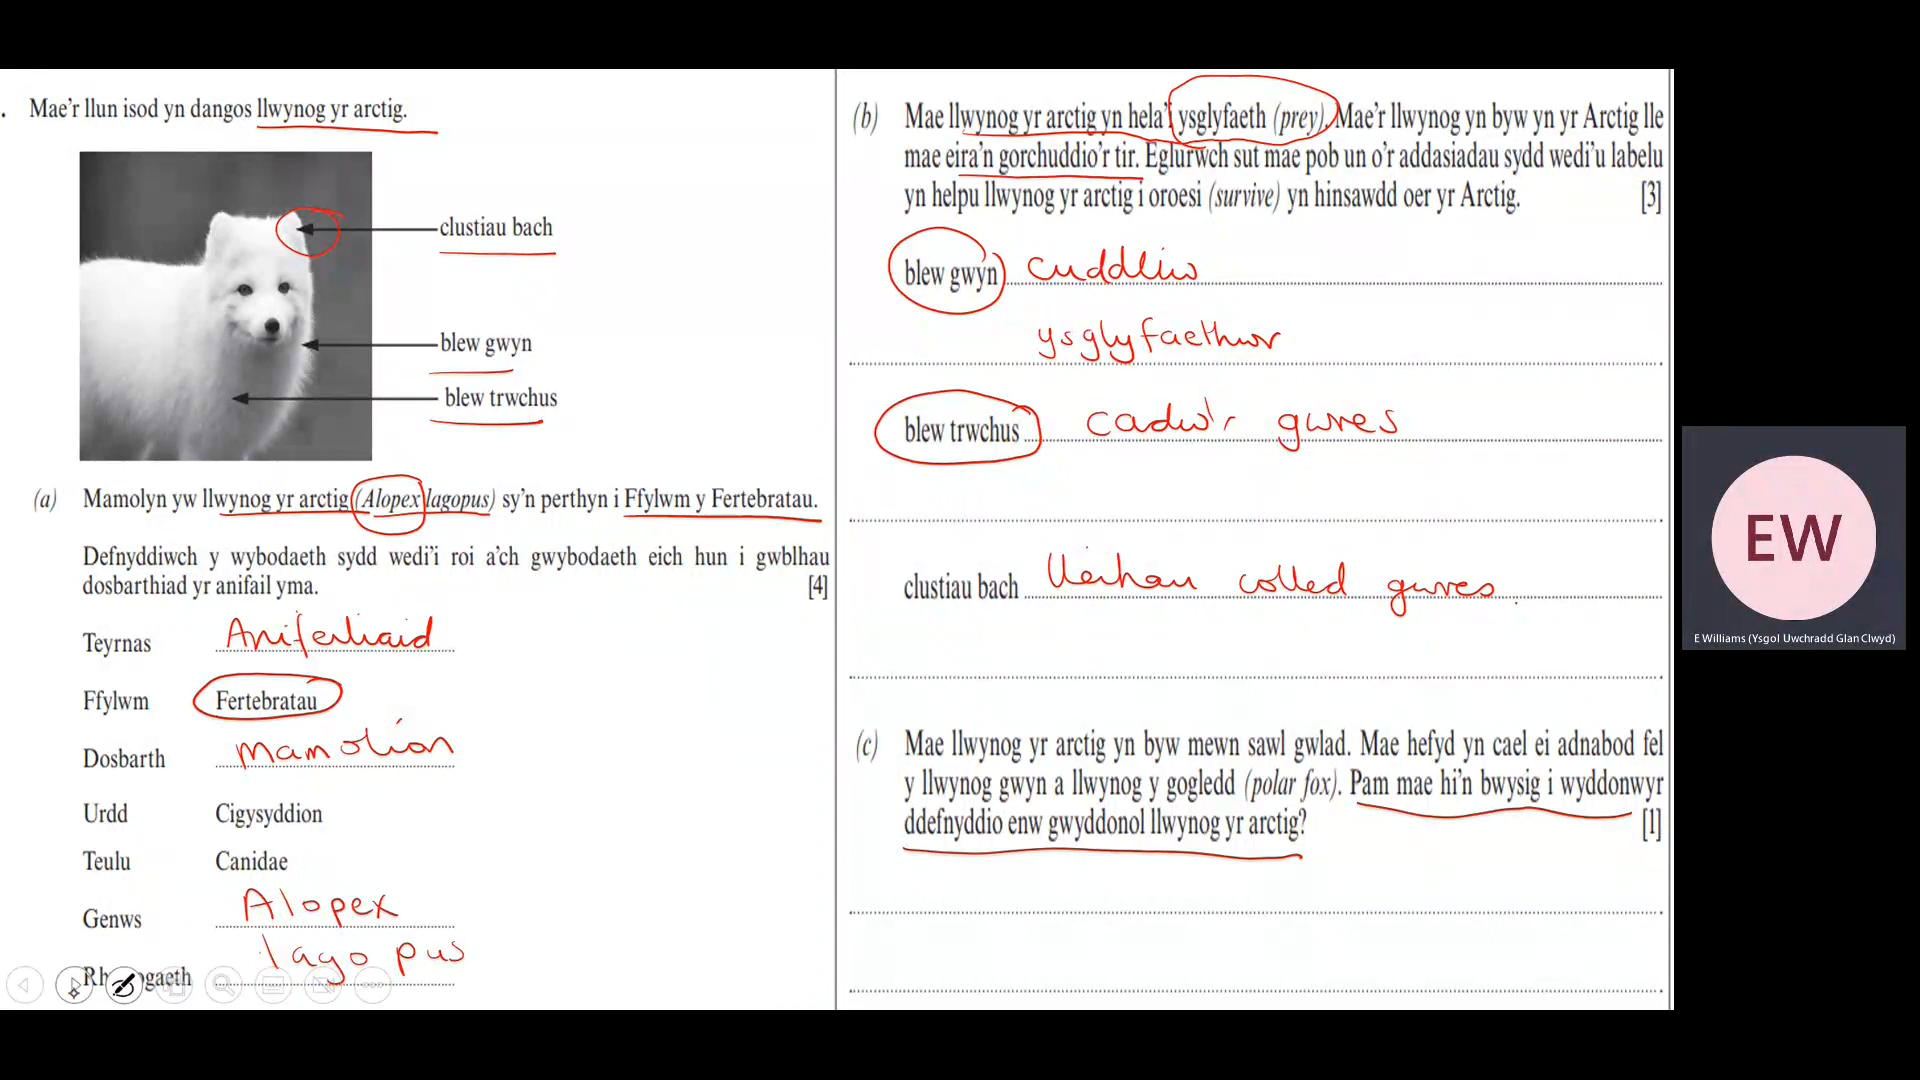 . Mae'r llun isod yn dangos llwynog yr arctig.
clustiau bach
blew gwyn
blew trwchus
(a) Mamolyn yw llwynog yr arctig (Alopex lagopus) sy'n perthyn i Ffylwm y Fertebratau.
Defnyddiwch y wybodaeth sydd wedi'i roi a'ch gwybodaeth eich hun i gwblhau
dosbarthiad yr anifail yma. [4]
Teyrnas Anifeiliaid
Ffylwm Fertebratau
Dosbarth mamolion
Urdd Cigysyddion
Teulu Canidae
Genws Alopex
lagopus
(b) Mae llwynog yr arctig yn hela'i ysglyfaeth (prey). Mae'r llwynog yn byw yn yr Arctig lle
mae eira'n gorchuddio'r tir. Eglurwch sut mae pob un o'r addasiadau sydd wedi'u labelu
yn helpu llwynog yr arctig i oroesi (survive) yn hinsawdd oer yr Arctig. [3]
blew gwyn cuddliw
ysglyfaethwr
blew trwchus cadw'r gwres
clustiau bach lleihau colled gwres.
(c) Mae llwynog yr arctig yn byw mewn sawl gwlad. Mae hefyd yn cael ei adnabod fel
y llwynog gwyn a llwynog y gogledd (polar fox). Pam mae hi'n bwysig i wyddonwyr
ddefnyddio enw gwyddonol llwynog yr arctig? [1]
EW
E Williams (Ysgol Uwchradd Glan Clwyd)